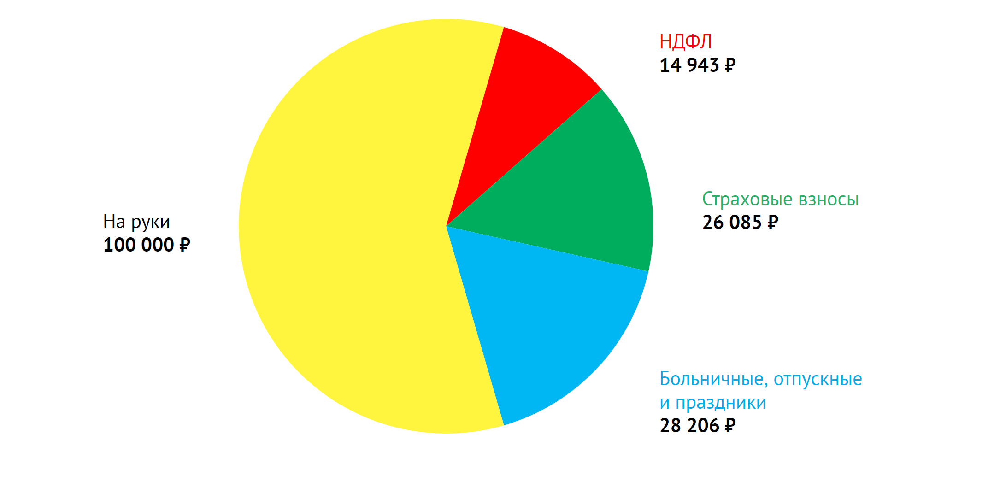 НДФЛ
14 943 ₽
Страховые взносы
26 085 ₽
На руки
100 000 ₽
Больничные, отпускные
и праздники
28 206 ₽